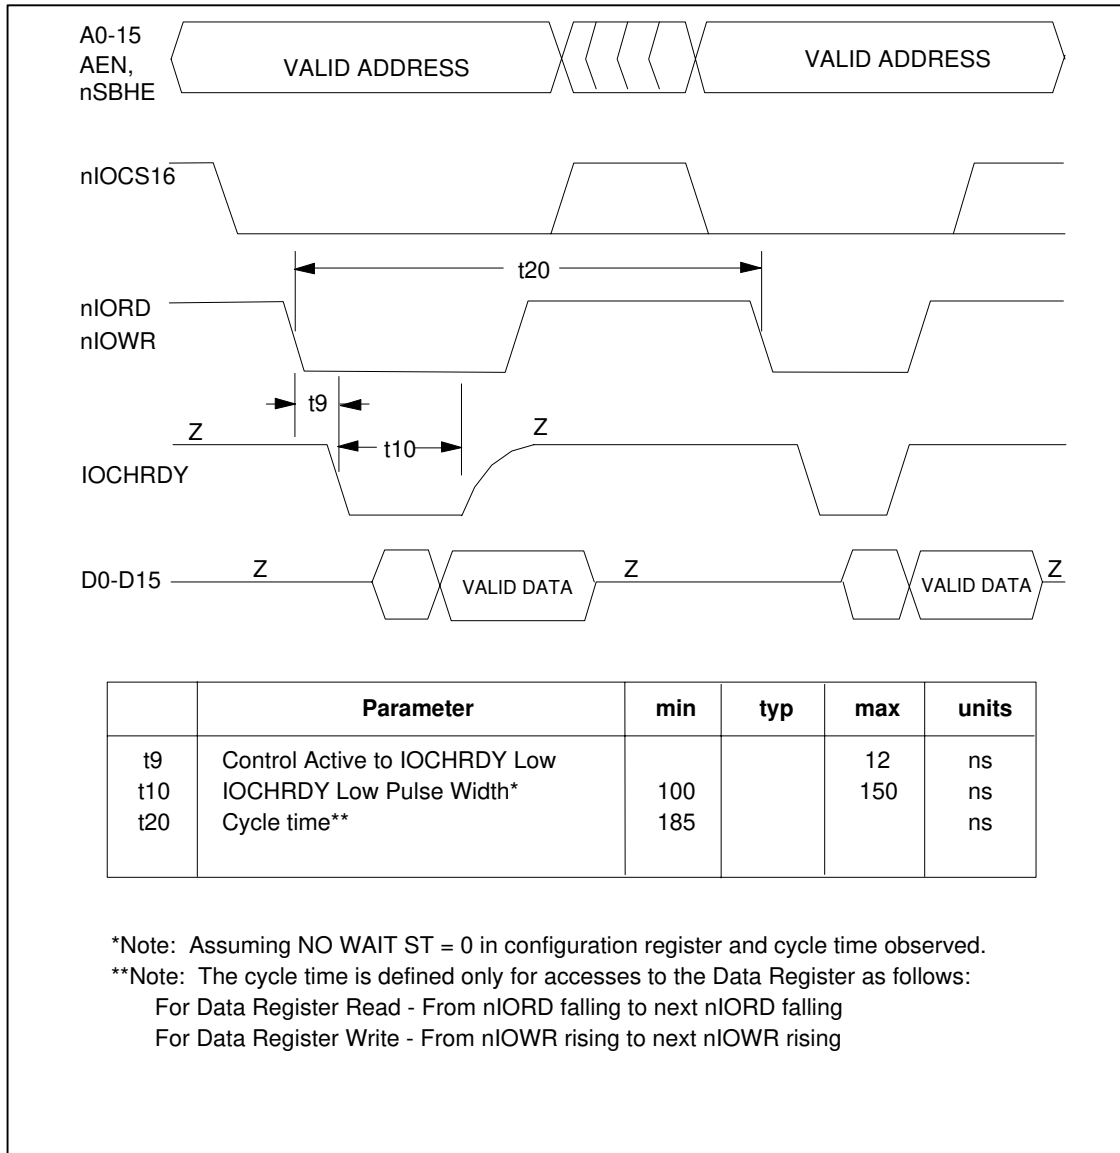 A0-15
AEN,
nSBHE
VALID ADDRESS
VALID ADDRESS
nIOCS16
t20
nIORD
nIOWR
t9
Z
t10
Z
IOCHRDY
D0-D15
Z
VALID DATA
Z
VALID DATA
Z
Parameter min typ max units
t9 Control Active to IOCHRDY Low 12 ns
t10 IOCHRDY Low Pulse Width* 100 150 ns
t20 Cycle time** 185 ns
*Note: Assuming NO WAIT ST = 0 in configuration register and cycle time observed.
**Note: The cycle time is defined only for accesses to the Data Register as follows:
For Data Register Read - From nIORD falling to next nIORD falling
For Data Register Write - From nIOWR rising to next nIOWR rising